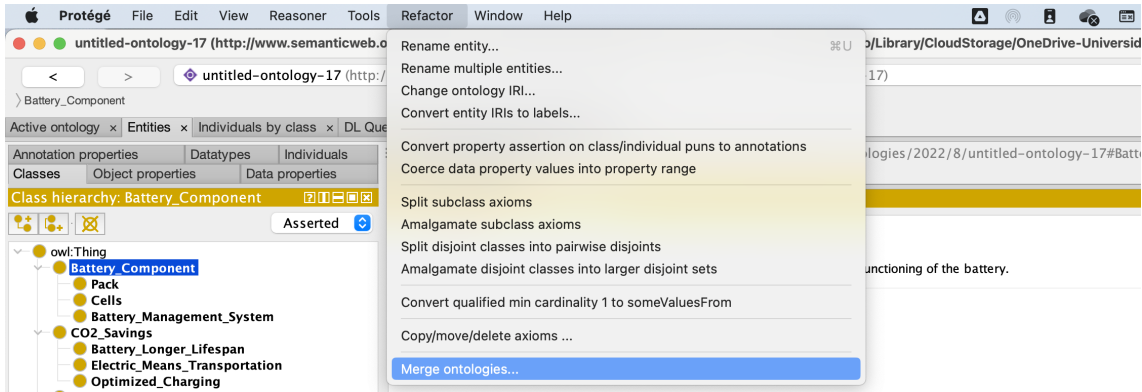 Protégé File Edit View Reasoner Tools Refactor Window Help
untitled-ontology-17 (http://www.semanticweb.o
o/Library/CloudStorage/OneDrive-Universid
< > untitled-ontology-17 (http:/
17)
Battery_Component
Active ontology × Entities × Individuals by class × DL Que
Annotation properties Datatypes Individuals
Classes Object properties Data properties
ologies/2022/8/untitled-ontology-17#Batte
Class hierarchy: Battery_Component
Asserted
owl:Thing
Battery_Component
Pack
Cells
Battery_Management_System
CO2_Savings
Battery_Longer_Lifespan
Electric_Means_Transportation
Optimized_Charging
Rename entity... ⌘U
Rename multiple entities...
Change ontology IRI...
Convert entity IRIs to labels...
Convert property assertion on class/individual puns to annotations
Coerce data property values into property range
Split subclass axioms
Amalgamate subclass axioms
Split disjoint classes into pairwise disjoints
Amalgamate disjoint classes into larger disjoint sets
Convert qualified min cardinality 1 to someValuesFrom
Copy/move/delete axioms ...
Merge ontologies...
unctioning of the battery.